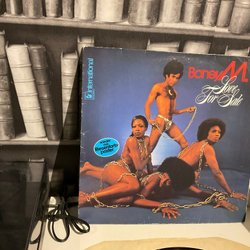 Boney M.
Love
For Sale
international